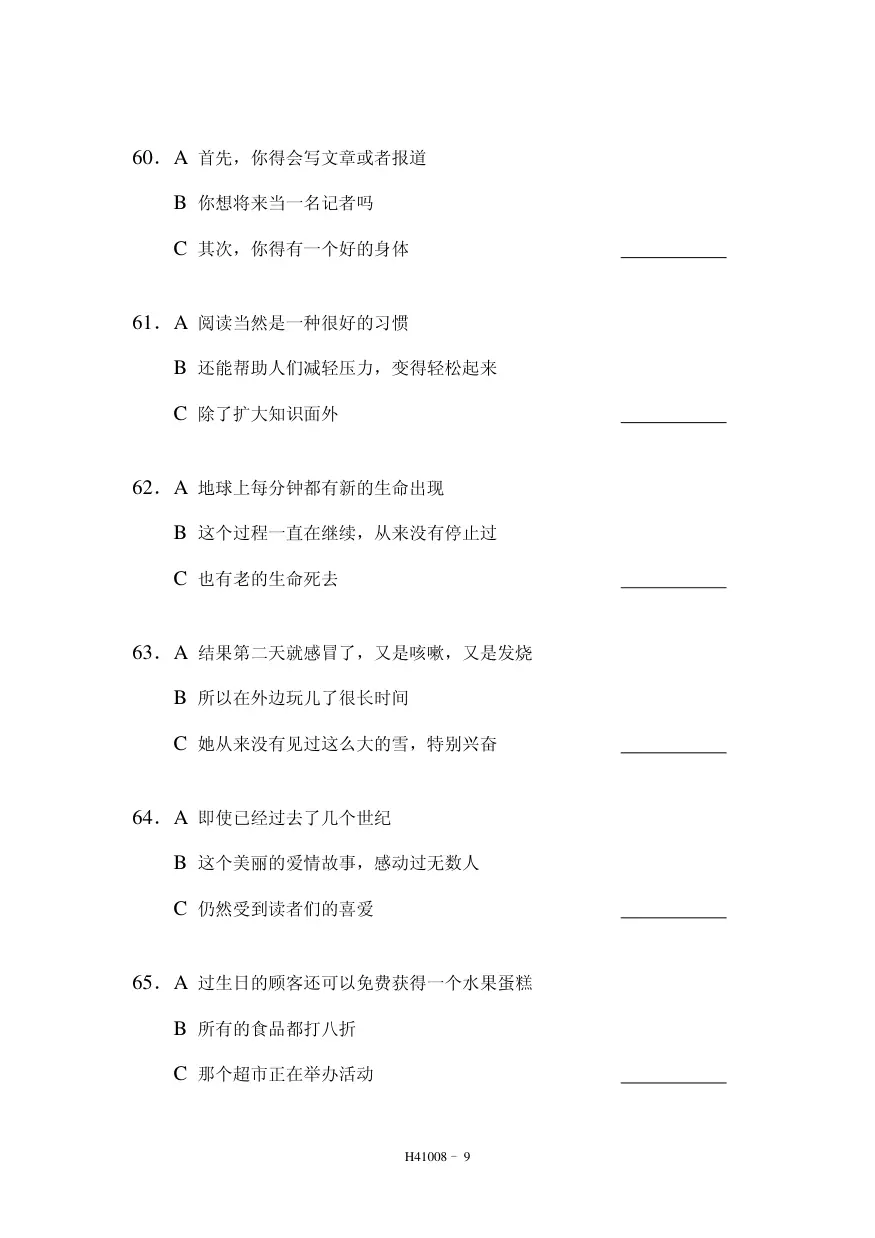 60．A 首先，你得会写文章或者报道
B 你想将来当一名记者吗
C 其次，你得有一个好的身体
61．A 阅读当然是一种很好的习惯
B 还能帮助人们减轻压力，变得轻松起来
C 除了扩大知识面外
62．A 地球上每分钟都有新的生命出现
B 这个过程一直在继续，从来没有停止过
C 也有老的生命死去
63．A 结果第二天就感冒了，又是咳嗽，又是发烧
B 所以在外边玩儿了很长时间
C 她从来没有见过这么大的雪，特别兴奋
64．A 即使已经过去了几个世纪
B 这个美丽的爱情故事，感动过无数人
C 仍然受到读者们的喜爱
65．A 过生日的顾客还可以免费获得一个水果蛋糕
B 所有的食品都打八折
C 那个超市正在举办活动
H41008﹣ 9